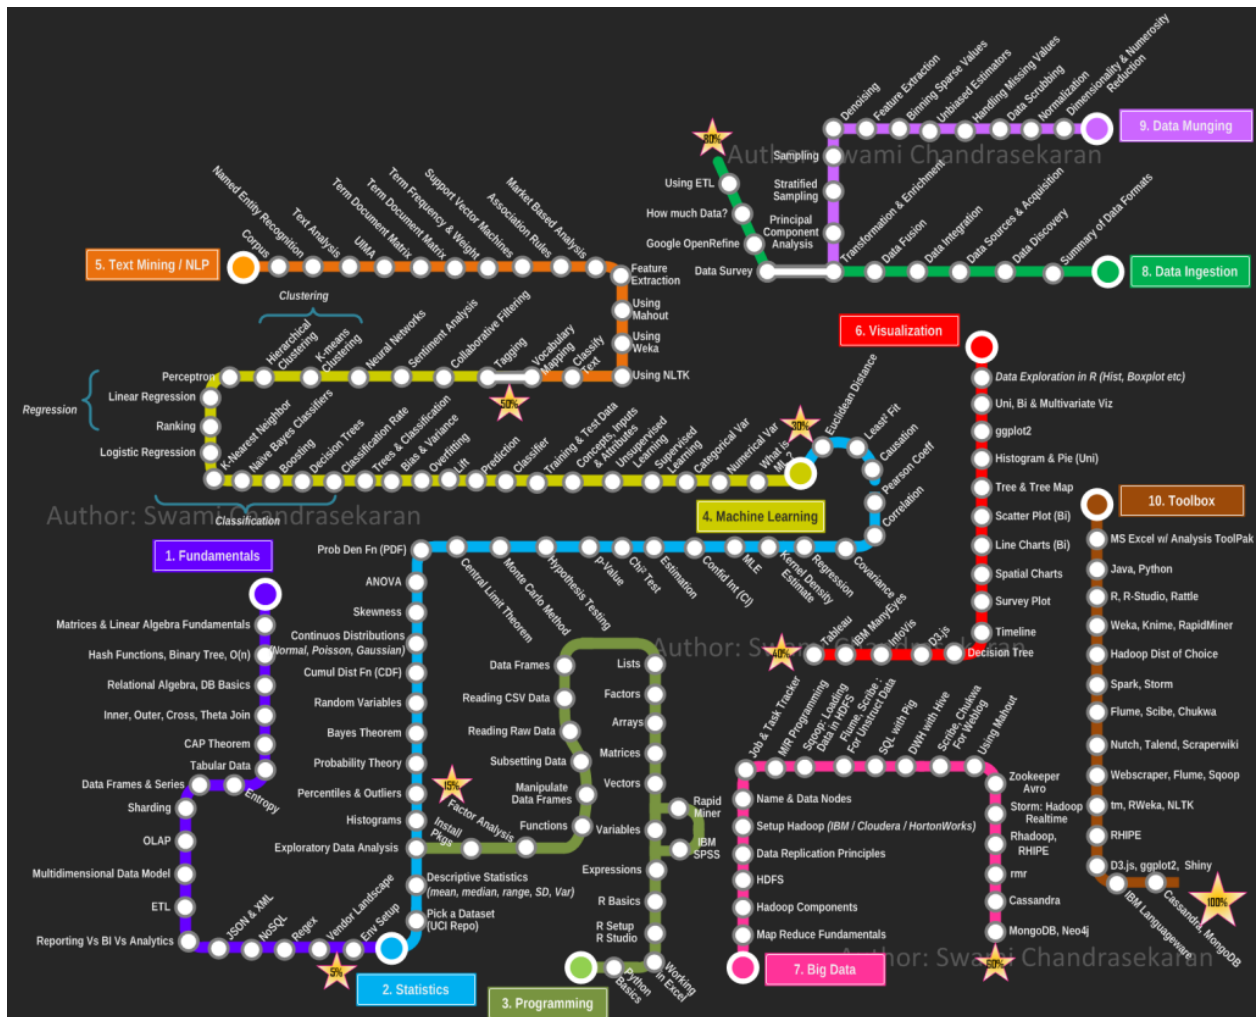 Denoising
Feature Extraction
Binning Sparse Values
Unbiased Estimators
Handling Missing Values
Data Scrubbing
Normalization
Dimensionality & Numerosity
Reduction
9. Data Munging
80%
Author: Swami Chandrasekaran
Sampling
Stratified
Sampling
Principal
Component
Analysis
Using ETL
How much Data?
Google OpenRefine
Data Survey
Transformation & Enrichment
Data Fusion
Data Integration
Data Sources & Acquisition
Data Discovery
Summary of Data Formats
8. Data Ingestion
5. Text Mining / NLP
Corpus
Named Entity Recognition
Text Analysis
UIMA
Term Document Matrix
Term Document Matrix
Term Frequency & Weight
Support Vector Machines
Association Rules
Market Based Analysis
Feature
Extraction
Using
Mahout
Using
Weka
Using NLTK
Classify
Text
Vocabulary
Mapping
Tagging
50%
Collaborative Filtering
Sentiment Analysis
Neural Networks
K-means
Clustering
Hierarchical
Clustering
Clustering
Perceptron
Linear Regression
Regression
Ranking
Logistic Regression
K-Nearest Neighbor
Naive Bayes Classifiers
Boosting
Decision Trees
Classification Rate
Classification
Trees & Classification
Bias & Variance
Overfitting
Lift
Prediction
Classifier
Training & Test Data
Concepts, Inputs
& Attributes
Unsupervised
Learning
Supervised
Learning
Categorical Var
Numerical Var
What is
ML?
30%
4. Machine Learning
Euclidean Distance
Least² Fit
Causation
Pearson Coeff
Correlation
Covariance
Regression
Kernel Density
Estimate
MLE
Confid Int (CI)
Estimation
Chi² Test
p-Value
Hypothesis Testing
Monte Carlo Method
Central Limit Theorem
Prob Den Fn (PDF)
ANOVA
Skewness
Continuos Distributions
(Normal, Poisson, Gaussian)
Cumul Dist Fn (CDF)
Random Variables
Bayes Theorem
Probability Theory
Percentiles & Outliers
Histograms
Exploratory Data Analysis
Descriptive Statistics
(mean, median, range, SD, Var)
Pick a Dataset
(UCI Repo)
2. Statistics
Author: Swami Chandrasekaran
1. Fundamentals
Matrices & Linear Algebra Fundamentals
Hash Functions, Binary Tree, O(n)
Relational Algebra, DB Basics
Inner, Outer, Cross, Theta Join
CAP Theorem
Tabular Data
Entropy
Data Frames & Series
Sharding
OLAP
Multidimensional Data Model
ETL
Reporting Vs BI Vs Analytics
JSON & XML
NoSQL
Regex
Vendor Landscape
Env Setup
5%
15%
Install
Pkgs
Factor Analysis
Functions
Manipulate
Data Frames
Subsetting Data
Reading Raw Data
Reading CSV Data
Data Frames
Lists
Factors
Arrays
Matrices
Vectors
Variables
Rapid
Miner
IBM
SPSS
Expressions
R Basics
R Setup
R Studio
Working
in Excel
Python
Basics
3. Programming
6. Visualization
Data Exploration in R (Hist, Boxplot etc)
Uni, Bi & Multivariate Viz
ggplot2
Histogram & Pie (Uni)
Tree & Tree Map
Scatter Plot (Bi)
Line Charts (Bi)
Spatial Charts
Survey Plot
Timeline
Decision Tree
D3.js
InfoVis
IBM ManyEyes
Tableau
40%
Author: Swami Chandrasekaran
7. Big Data
Map Reduce Fundamentals
Hadoop Components
HDFS
Data Replication Principles
Setup Hadoop (IBM / Cloudera / HortonWorks)
Name & Data Nodes
Job & Task Tracker
M/R Programming
Sqoop: Loading
Data in HDFS
Flume, Scribe :
For Unstruct Data
SQL with Pig
DWH with Hive
Scribe, Chukwa
For Weblog
Using Mahout
Zookeeper
Avro
Storm: Hadoop
Realtime
Rhadoop,
RHIPE
rmr
Cassandra
MongoDB, Neo4j
60%
Author: Swami Chandrasekaran
10. Toolbox
MS Excel w/ Analysis ToolPak
Java, Python
R, R-Studio, Rattle
Weka, Knime, RapidMiner
Hadoop Dist of Choice
Spark, Storm
Flume, Scibe, Chukwa
Nutch, Talend, Scraperwiki
Webscraper, Flume, Sqoop
tm, RWeka, NLTK
RHIPE
D3.js, ggplot2, Shiny
IBM Languageware
Cassandra, MongoDB
100%